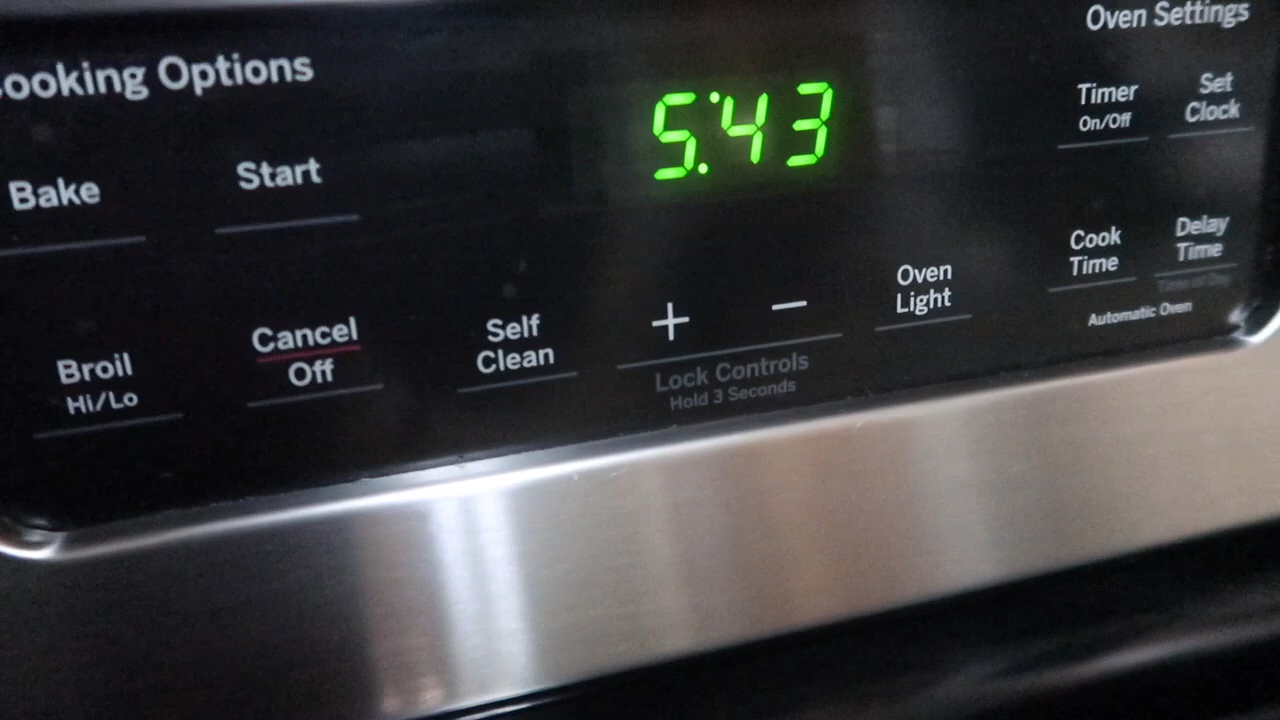 ooking Options
Oven Settings
5:43
Timer
On/Off
Set
Clock
Bake
Start
Cook
Time
Delay
Time
Automatic Oven
Oven
Light
+
−
Lock Controls
Hold 3 Seconds
Self
Clean
Cancel
Off
Broil
Hi/Lo